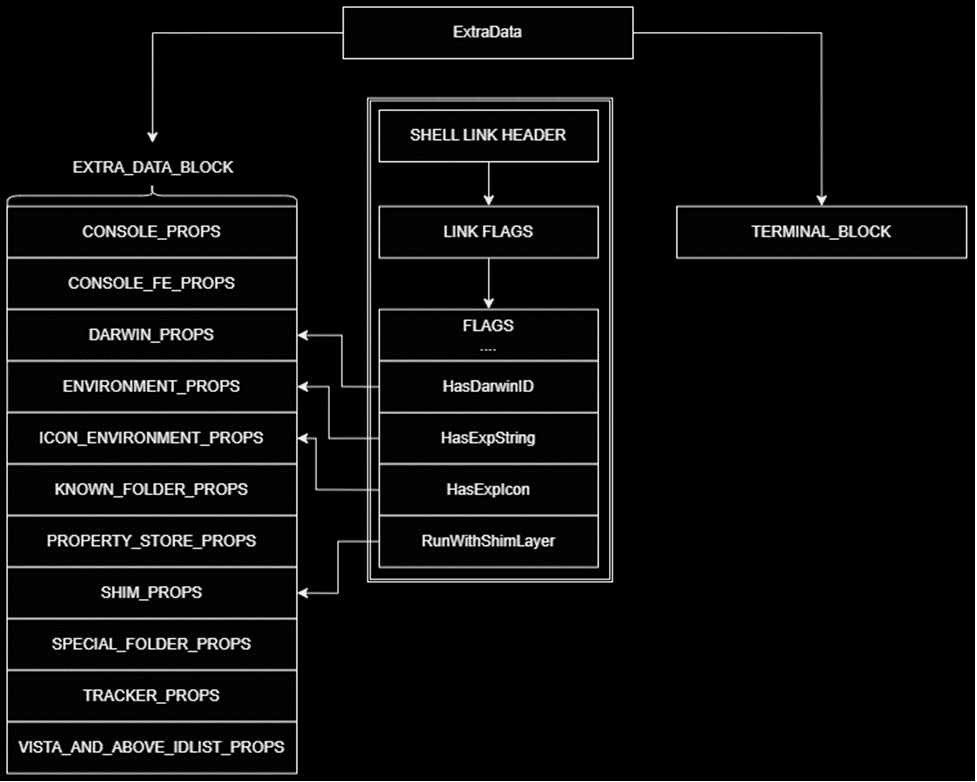 ExtraData
EXTRA_DATA_BLOCK
CONSOLE_PROPS
CONSOLE_FE_PROPS
DARWIN_PROPS
ENVIRONMENT_PROPS
ICON_ENVIRONMENT_PROPS
KNOWN_FOLDER_PROPS
PROPERTY_STORE_PROPS
SHIM_PROPS
SPECIAL_FOLDER_PROPS
TRACKER_PROPS
VISTA_AND_ABOVE_IDLIST_PROPS
SHELL LINK HEADER
LINK FLAGS
FLAGS
....
HasDarwinID
HasExpString
HasExpIcon
RunWithShimLayer
TERMINAL_BLOCK